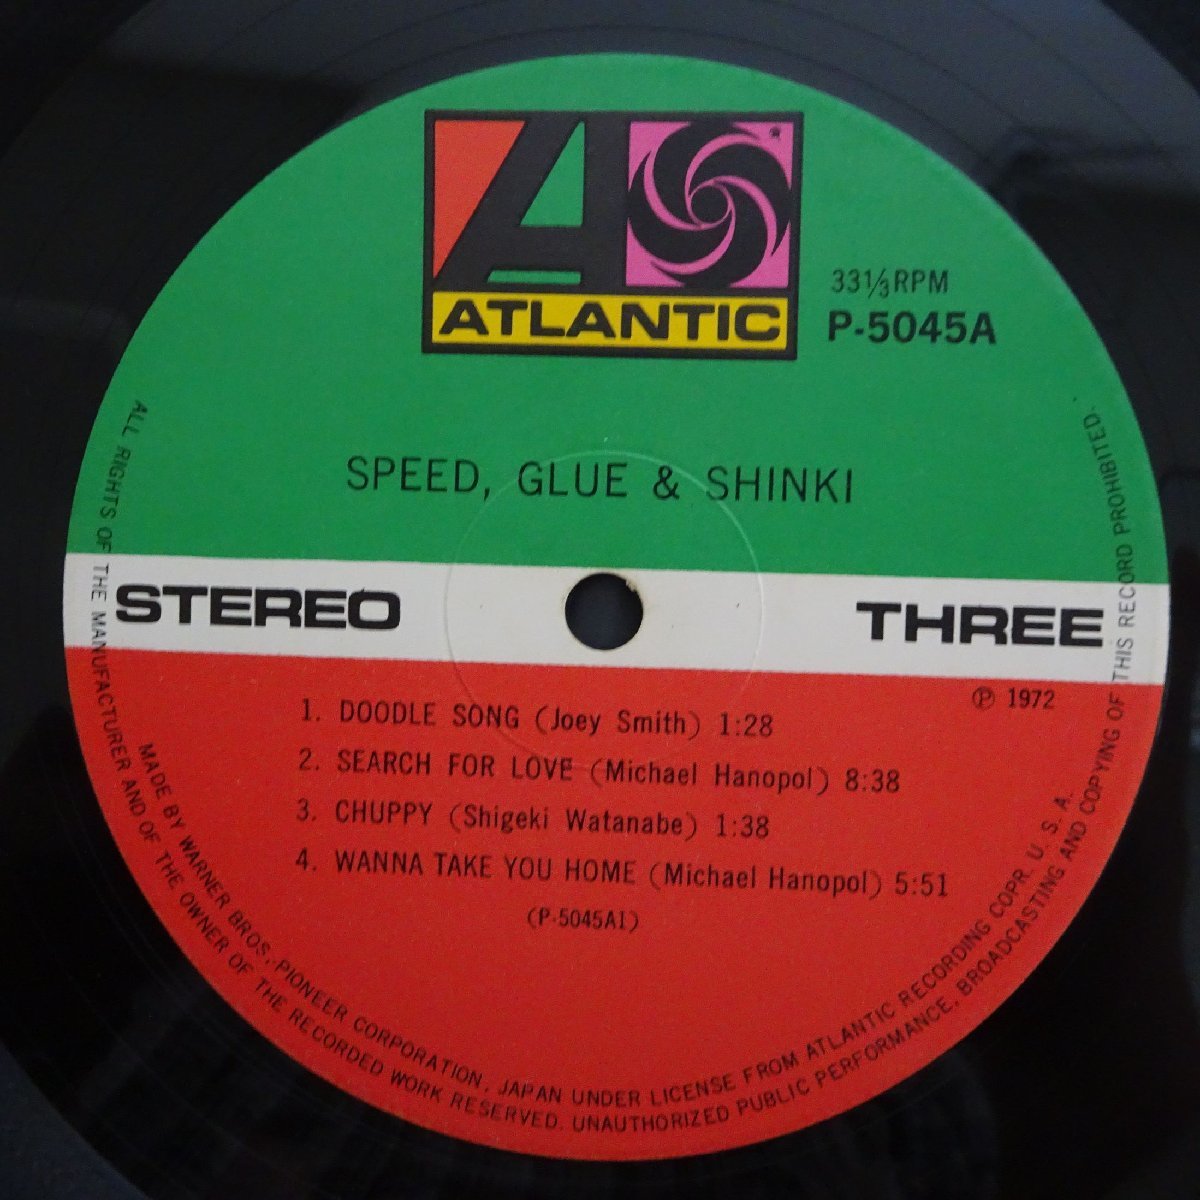 ATLANTIC
33⅓RPM
P-5045A
SPEED, GLUE & SHINKI
STEREO
THREE
℗ 1972
1. DOODLE SONG (Joey Smith) 1:28
2. SEARCH FOR LOVE (Michael Hanopol) 8:38
3. CHUPPY (Shigeki Watanabe) 1:38
4. WANNA TAKE YOU HOME (Michael Hanopol) 5:51
(P-5045A1)
MADE BY WARNER BROS. PIONEER CORPORATION, JAPAN UNDER LICENSE FROM ATLANTIC RECORDING COPR. U. S. A.
ALL RIGHTS OF THE MANUFACTURER AND OF THE OWNER OF THE RECORDED WORK RESERVED. UNAUTHORIZED PUBLIC PERFORMANCE, BROADCASTING AND COPYING OF THIS RECORD PROHIBITED.